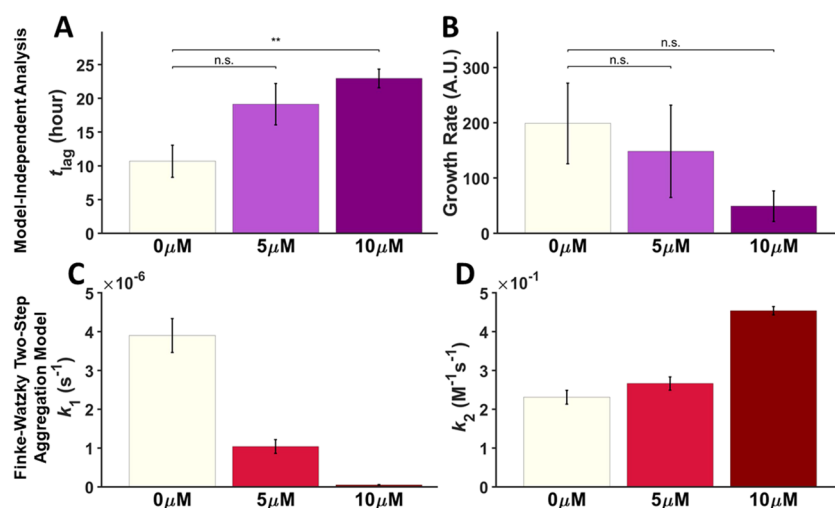 Model-Independent Analysis
A
t_lag (hour)
25
20
15
10
5
0
n.s.
**
0µM
5µM
10µM
B
Growth Rate (A.U.)
300
200
100
0
n.s.
n.s.
0µM
5µM
10µM
Finke-Watzky Two-Step
Aggregation Model
C
×10⁻⁶
k₁ (s⁻¹)
5
4
3
2
1
0
0µM
5µM
10µM
D
×10⁻¹
k₂ (M⁻¹s⁻¹)
5
4
3
2
1
0
0µM
5µM
10µM